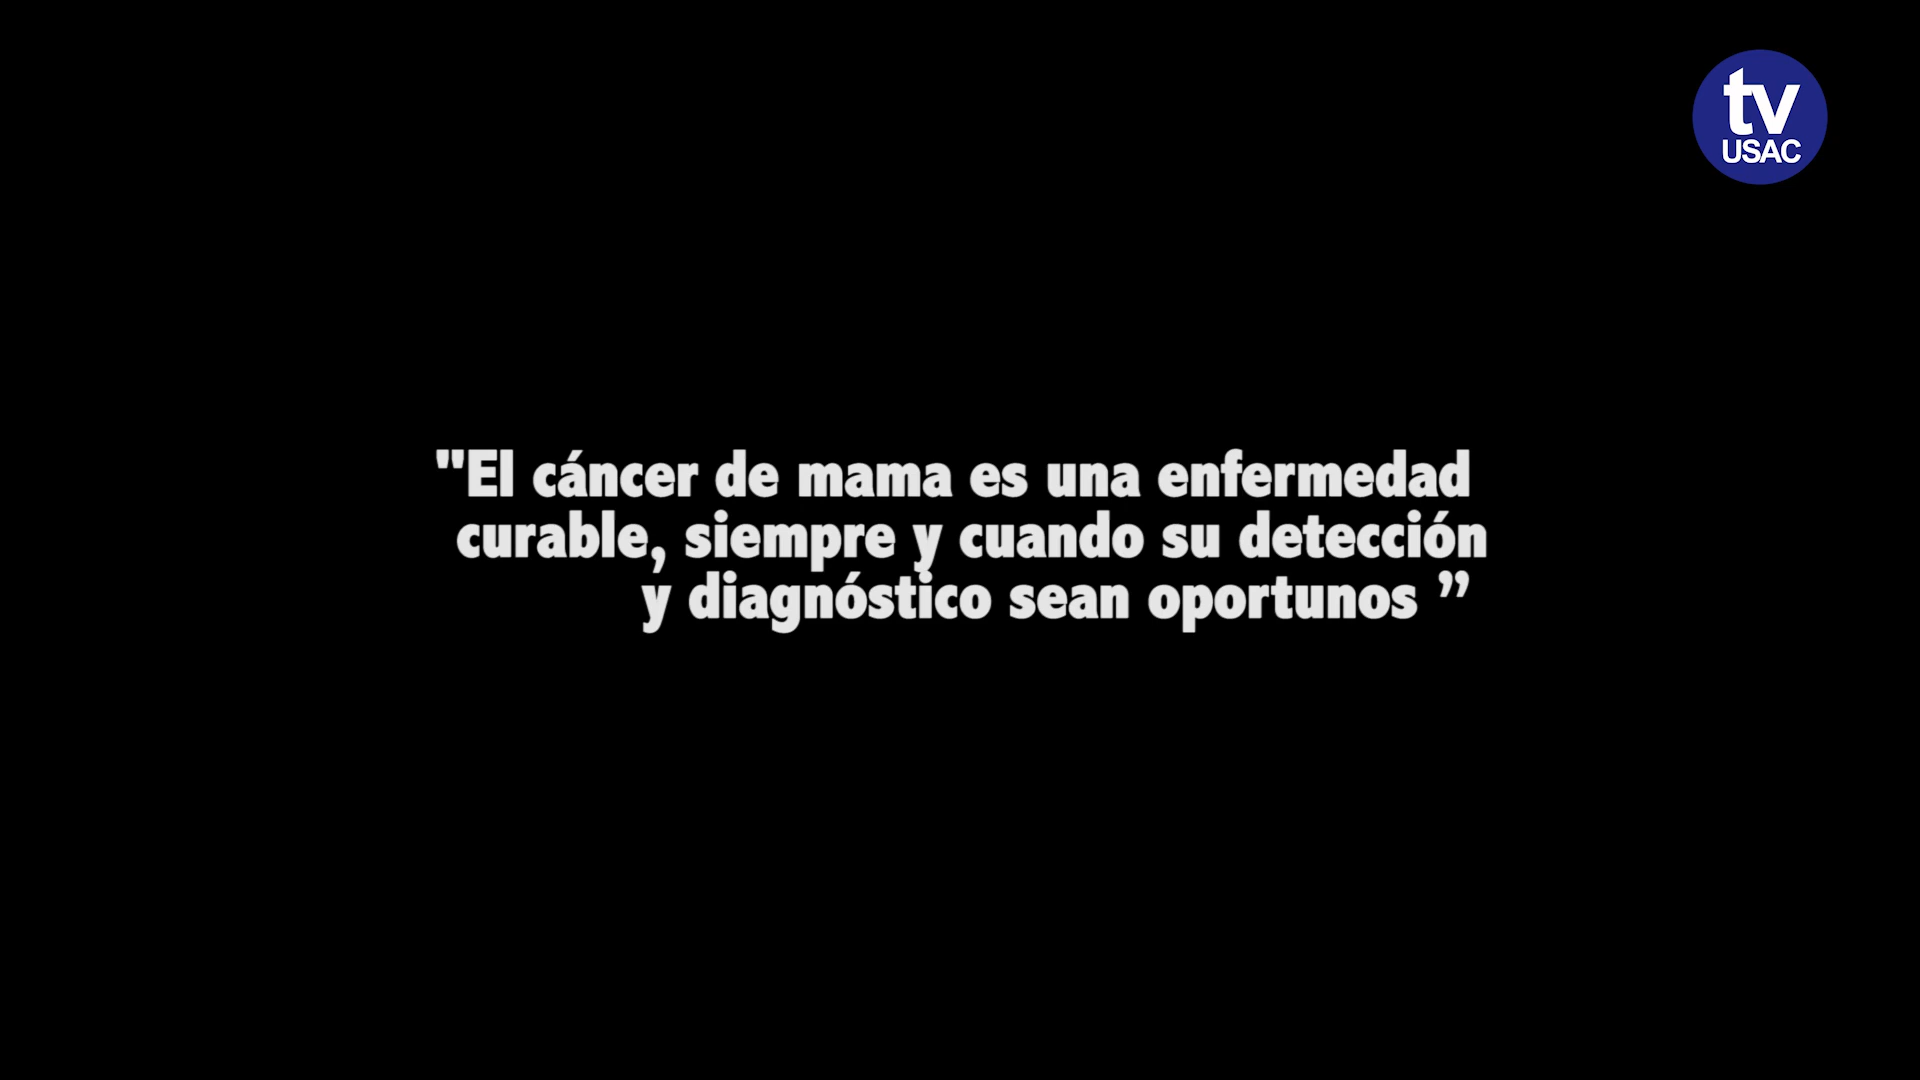 tv
USAC
"El cáncer de mama es una enfermedad
curable, siempre y cuando su detección
y diagnóstico sean oportunos ”